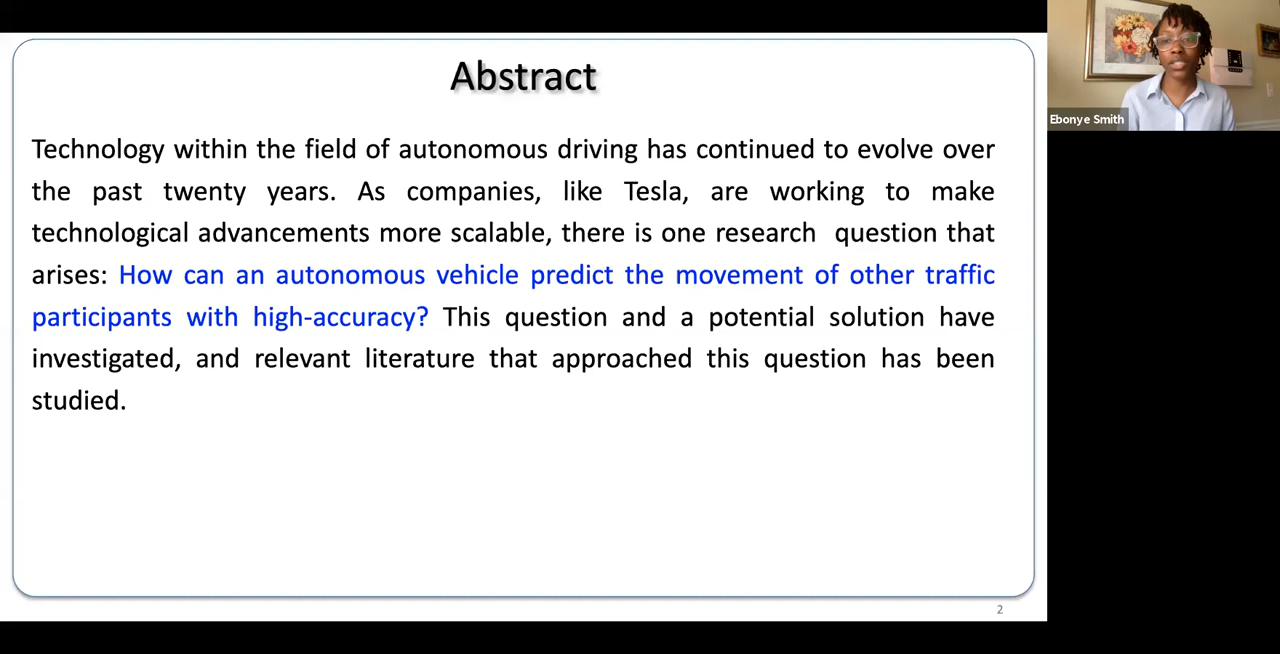 Abstract
Technology within the field of autonomous driving has continued to evolve over
the past twenty years. As companies, like Tesla, are working to make
technological advancements more scalable, there is one research question that
arises: How can an autonomous vehicle predict the movement of other traffic
participants with high-accuracy? This question and a potential solution have
investigated, and relevant literature that approached this question has been
studied.
2
Ebonye Smith